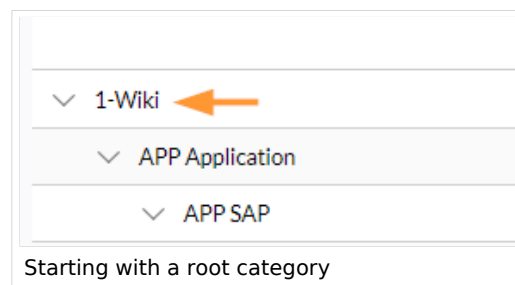 1-Wiki
APP Application
APP SAP
Starting with a root category